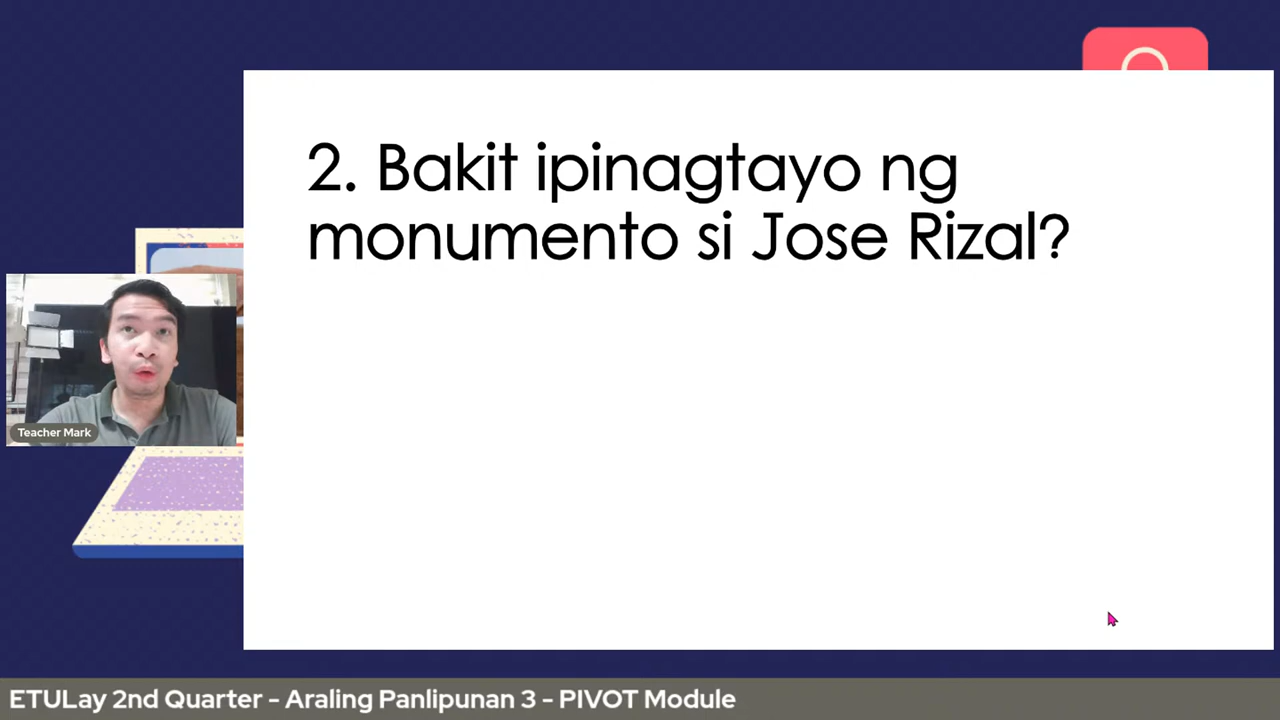 2. Bakit ipinagtayo ng
monumento si Jose Rizal?
Teacher Mark
ETULay 2nd Quarter - Araling Panlipunan 3 - PIVOT Module